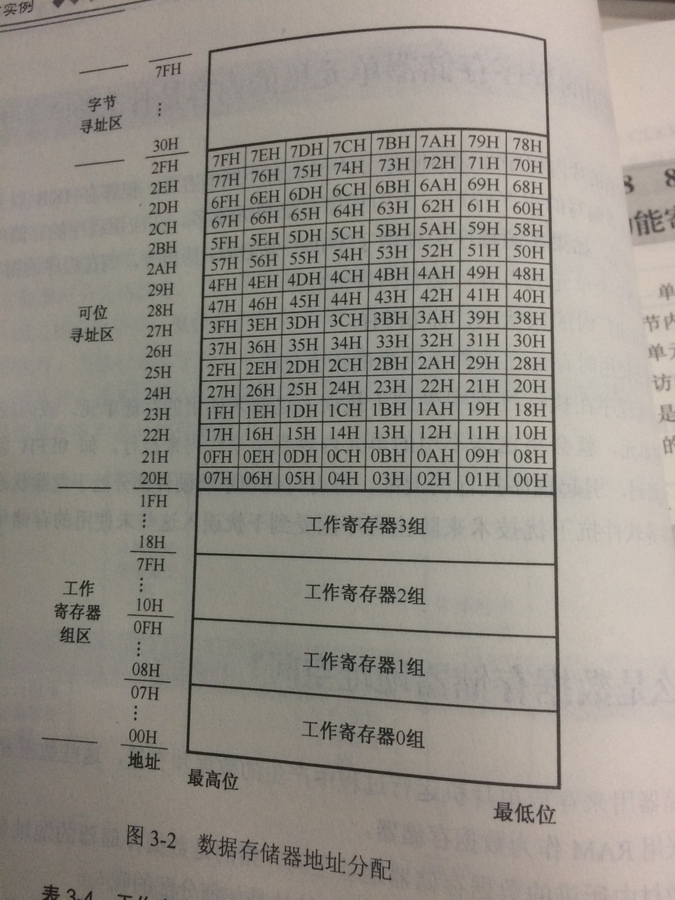 实例
7FH
字节
寻址区
⋮
30H
2FH 7FH 7EH 7DH 7CH 7BH 7AH 79H 78H
2EH 77H 76H 75H 74H 73H 72H 71H 70H
2DH 6FH 6EH 6DH 6CH 6BH 6AH 69H 68H
2CH 67H 66H 65H 64H 63H 62H 61H 60H
2BH 5FH 5EH 5DH 5CH 5BH 5AH 59H 58H
2AH 57H 56H 55H 54H 53H 52H 51H 50H
29H 4FH 4EH 4DH 4CH 4BH 4AH 49H 48H
可位
寻址区
28H 47H 46H 45H 44H 43H 42H 41H 40H
27H 3FH 3EH 3DH 3CH 3BH 3AH 39H 38H
26H 37H 36H 35H 34H 33H 32H 31H 30H
25H 2FH 2EH 2DH 2CH 2BH 2AH 29H 28H
24H 27H 26H 25H 24H 23H 22H 21H 20H
23H 1FH 1EH 1DH 1CH 1BH 1AH 19H 18H
22H 17H 16H 15H 14H 13H 12H 11H 10H
21H 0FH 0EH 0DH 0CH 0BH 0AH 09H 08H
20H 07H 06H 05H 04H 03H 02H 01H 00H
1FH
⋮
工作寄存器3组
18H
7FH
工作
寄存器
组区
⋮
工作寄存器2组
10H
0FH
⋮
工作寄存器1组
08H
07H
⋮
工作寄存器0组
00H
地址
最高位
最低位
图 3-2 数据存储器地址分配
表 3-4
8 8
能寄
单
节内
单元
访
是
的